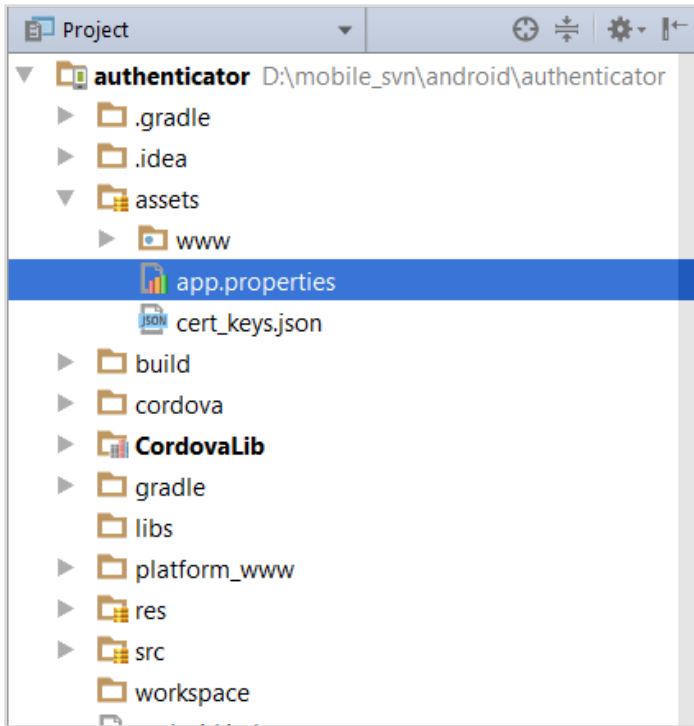 Project
authenticator D:\mobile_svn\android\authenticator
.gradle
.idea
assets
www
app.properties
JSON cert_keys.json
build
cordova
CordovaLib
gradle
libs
platform_www
res
src
workspace